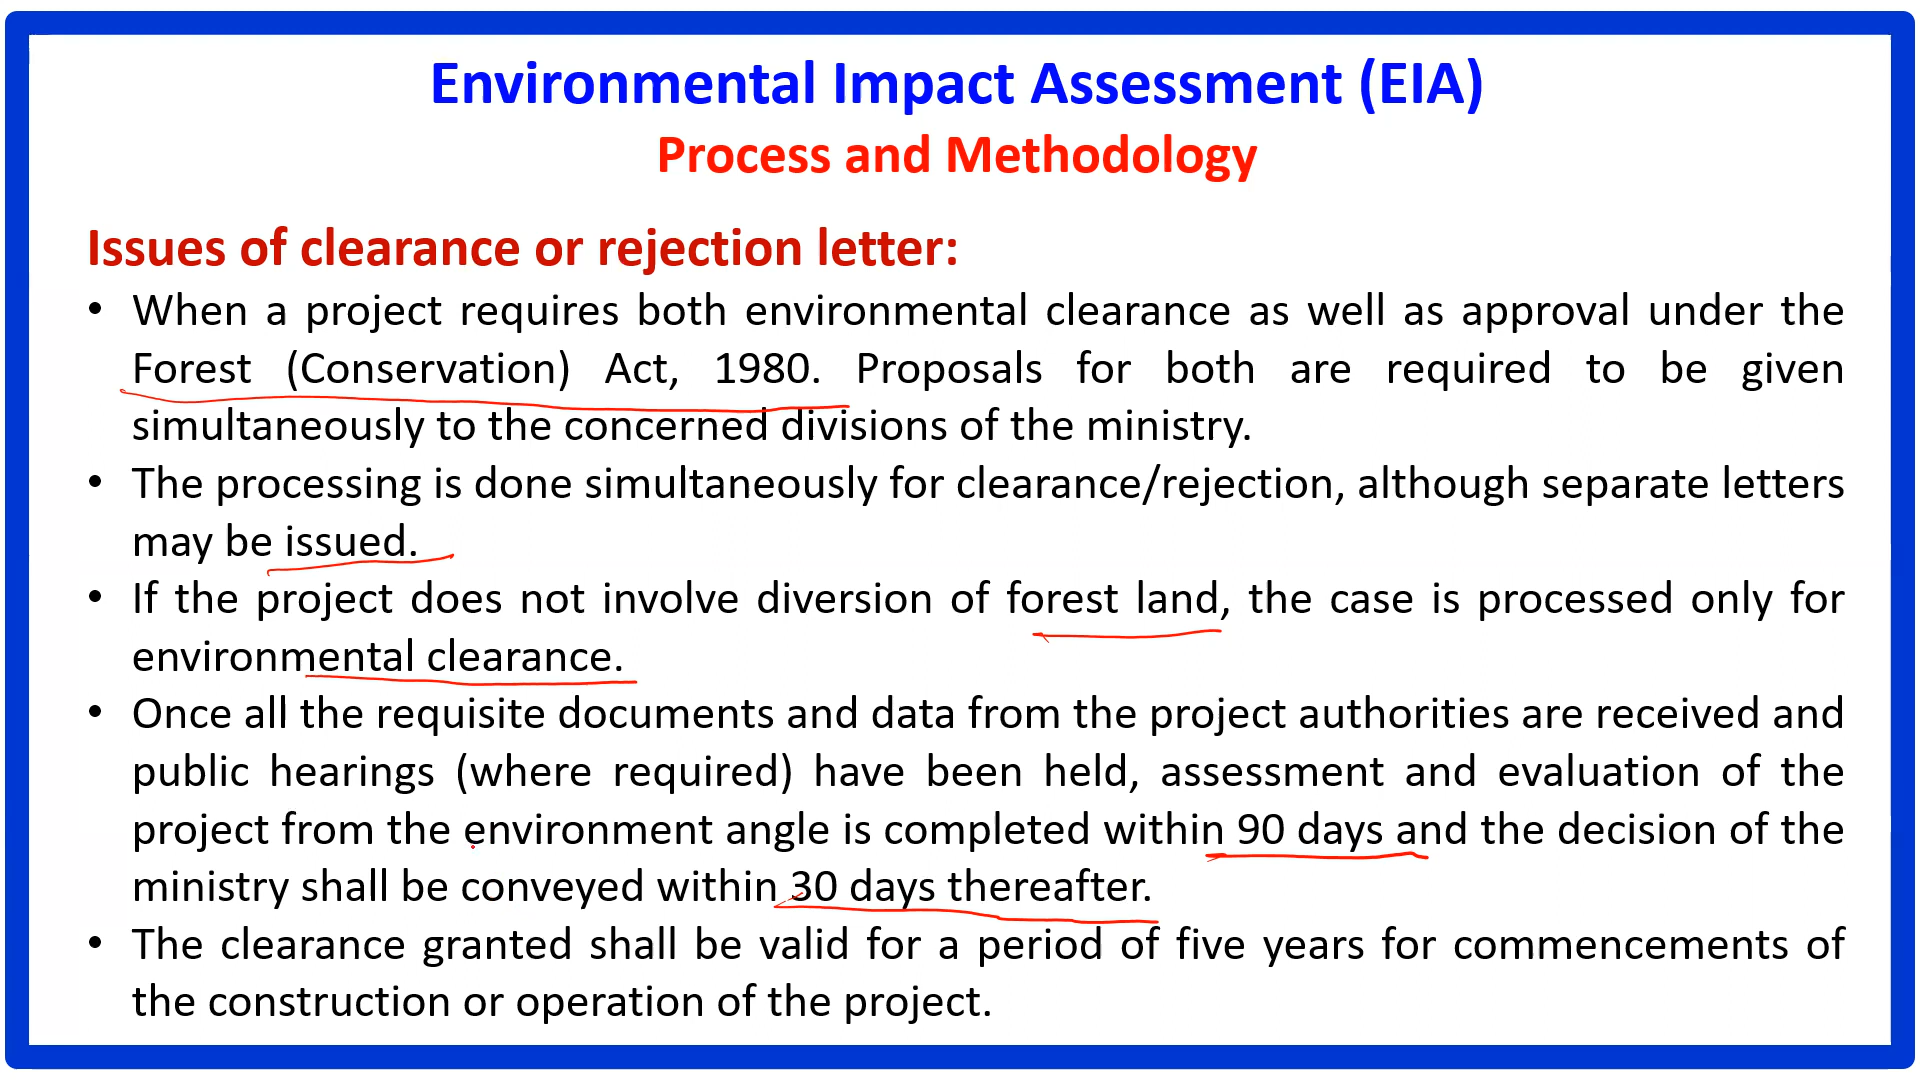 Environmental Impact Assessment (EIA)
Process and Methodology
Issues of clearance or rejection letter:
• When a project requires both environmental clearance as well as approval under the
Forest (Conservation) Act, 1980. Proposals for both are required to be given
simultaneously to the concerned divisions of the ministry.
• The processing is done simultaneously for clearance/rejection, although separate letters
may be issued.
• If the project does not involve diversion of forest land, the case is processed only for
environmental clearance.
• Once all the requisite documents and data from the project authorities are received and
public hearings (where required) have been held, assessment and evaluation of the
project from the environment angle is completed within 90 days and the decision of the
ministry shall be conveyed within 30 days thereafter.
• The clearance granted shall be valid for a period of five years for commencements of
the construction or operation of the project.